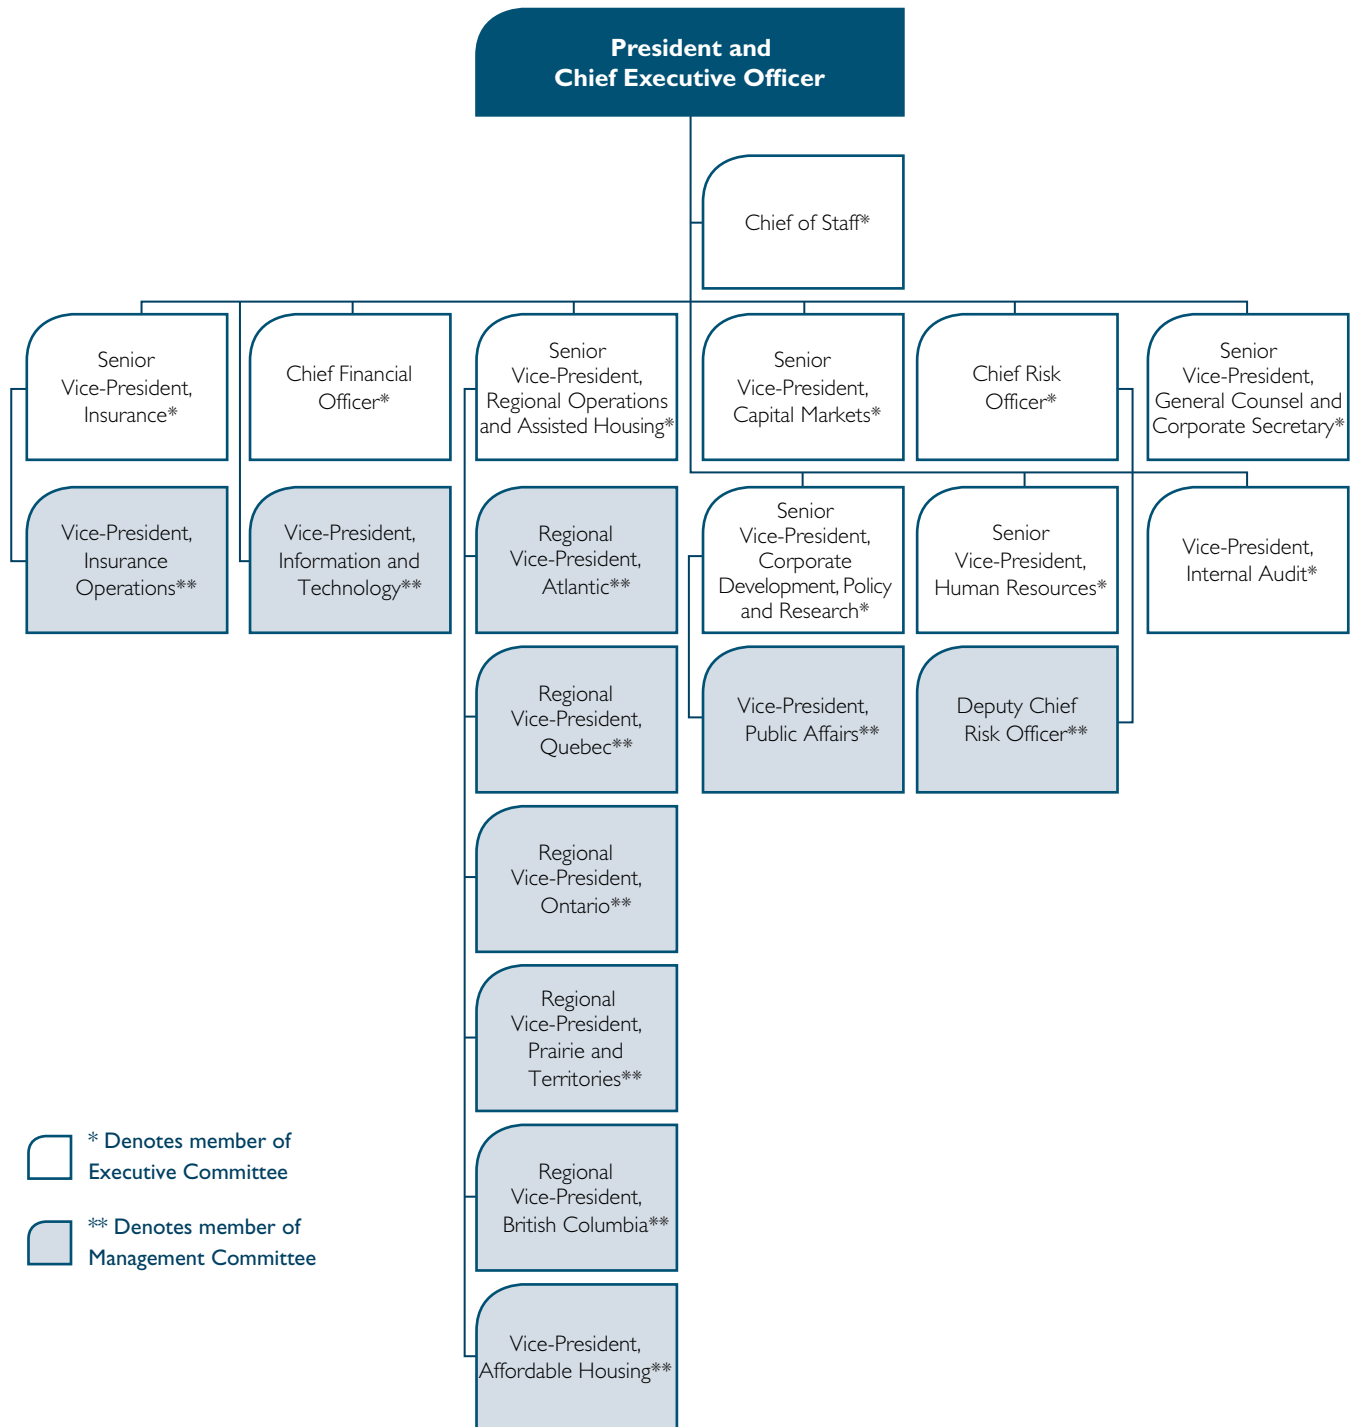 President and
Chief Executive Officer
Chief of Staff*
Senior
Vice-President,
Insurance*
Chief Financial
Officer*
Senior
Vice-President,
Regional Operations
and Assisted Housing*
Senior
Vice-President,
Capital Markets*
Chief Risk
Officer*
Senior
Vice-President,
General Counsel and
Corporate Secretary*
Vice-President,
Insurance
Operations**
Vice-President,
Information and
Technology**
Regional
Vice-President,
Atlantic**
Senior
Vice-President,
Corporate
Development, Policy
and Research*
Senior
Vice-President,
Human Resources*
Vice-President,
Internal Audit*
Regional
Vice-President,
Quebec**
Vice-President,
Public Affairs**
Deputy Chief
Risk Officer**
Regional
Vice-President,
Ontario**
Regional
Vice-President,
Prairie and
Territories**
Regional
Vice-President,
British Columbia**
Vice-President,
Affordable Housing**
* Denotes member of
Executive Committee
** Denotes member of
Management Committee